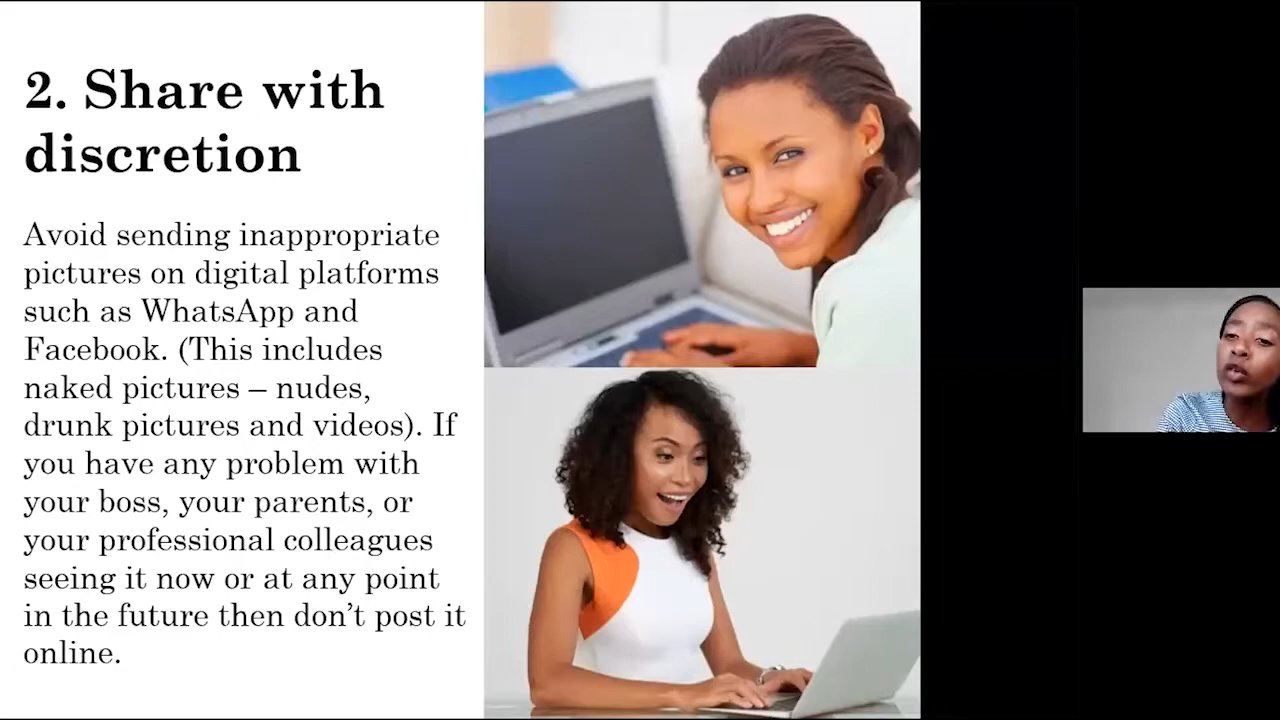 2. Share with
discretion
Avoid sending inappropriate
pictures on digital platforms
such as WhatsApp and
Facebook. (This includes
naked pictures – nudes,
drunk pictures and videos). If
you have any problem with
your boss, your parents, or
your professional colleagues
seeing it now or at any point
in the future then don’t post it
online.